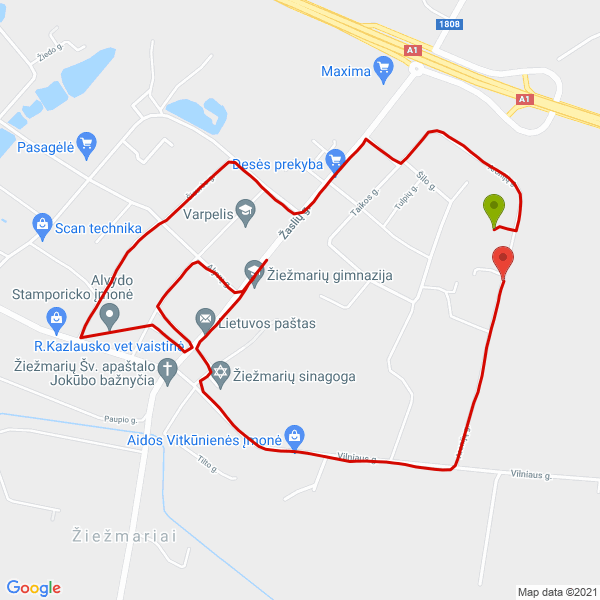 1808
A1
Žiedo g.
Maxima
A1
Pasagėlė
Desės prekyba
Šilo g.
Taikos g.
Tulpių g.
Varpelis
Žaslių g.
Scan technika
Žiežmarių gimnazija
Alvydo
Stamporicko įmonė
Lietuvos paštas
R.Kazlausko vet vaistinė
Žiežmarių Šv. apaštalo
Jokūbo bažnyčia
Žiežmarių sinagoga
Paupio g.
Aidos Vitkūnienės įmonė
Vilniaus g.
Tilto g.
Vilniaus g.
Žiežmariai
Google
Map data ©2021